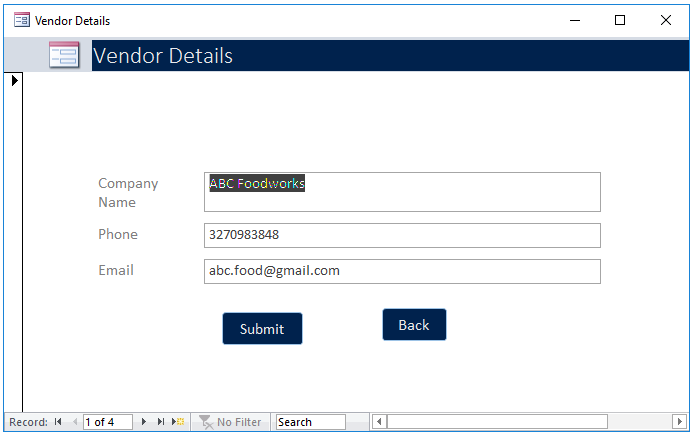 Vendor Details
Vendor Details
Company
Name
ABC Foodworks
Phone
3270983848
Email
abc.food@gmail.com
Submit
Back
Record:
1 of 4
No Filter
Search